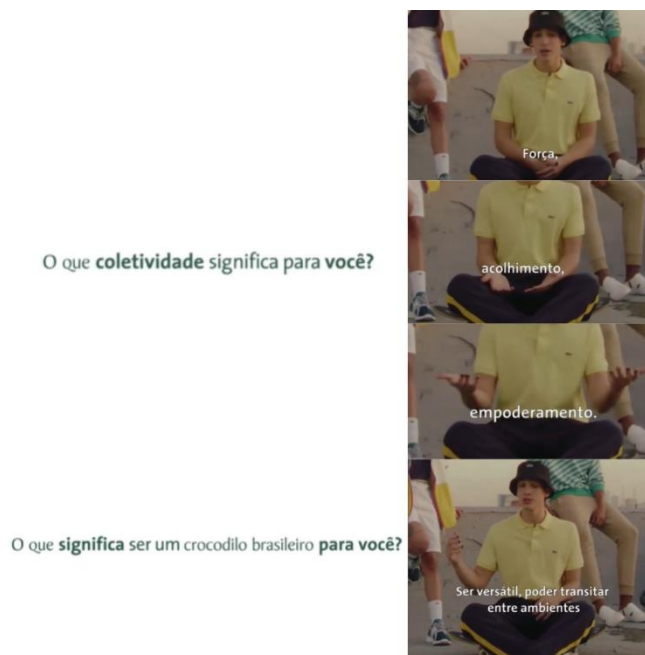 Força,
O que coletividade significa para você?
acolhimento,
empoderamento.
O que significa ser um crocodilo brasileiro para você?
Ser versátil, poder transitar
entre ambientes